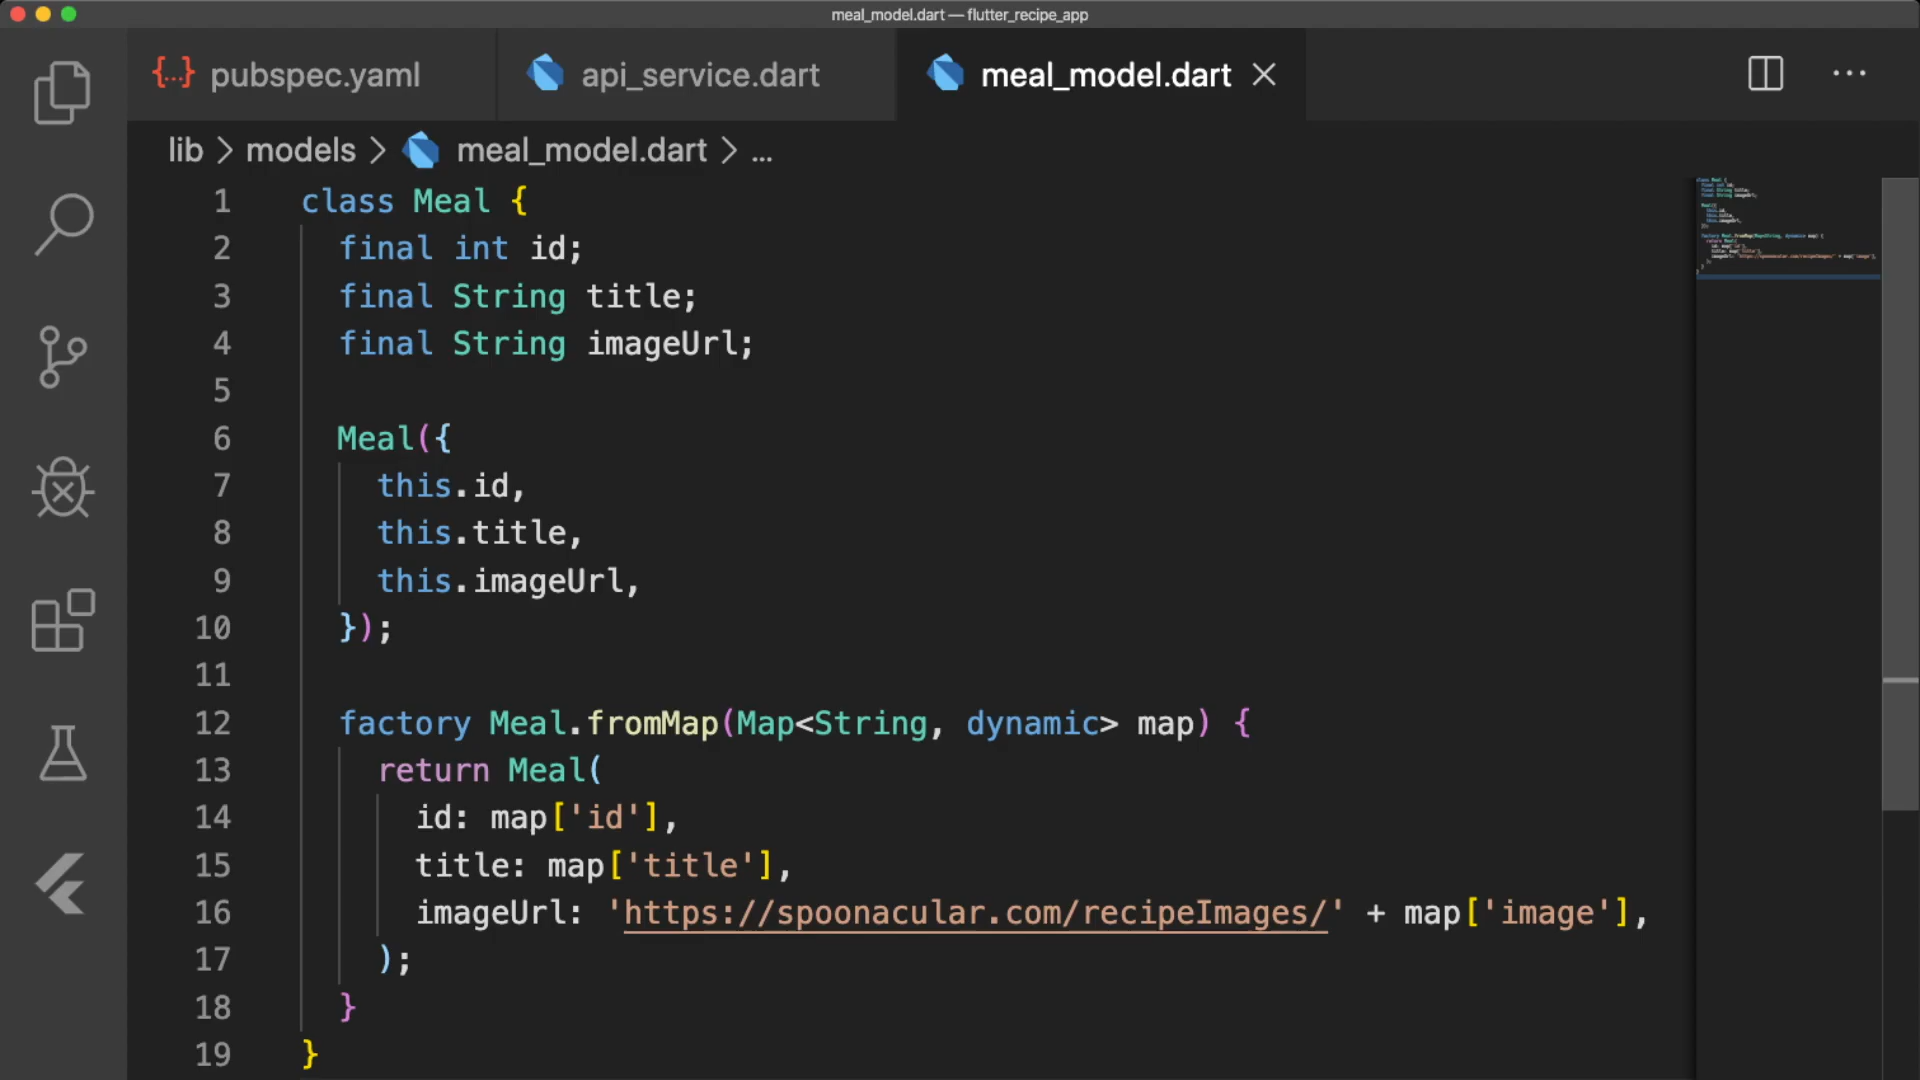 meal_model.dart — flutter_recipe_app
{...} pubspec.yaml api_service.dart meal_model.dart
lib > models > meal_model.dart > ...
1 class Meal {
2 final int id;
3 final String title;
4 final String imageUrl;
5
6 Meal({
7 this.id,
8 this.title,
9 this.imageUrl,
10 });
11
12 factory Meal.fromMap(Map<String, dynamic> map) {
13 return Meal(
14 id: map['id'],
15 title: map['title'],
16 imageUrl: 'https://spoonacular.com/recipeImages/' + map['image'],
17 );
18 }
19 }